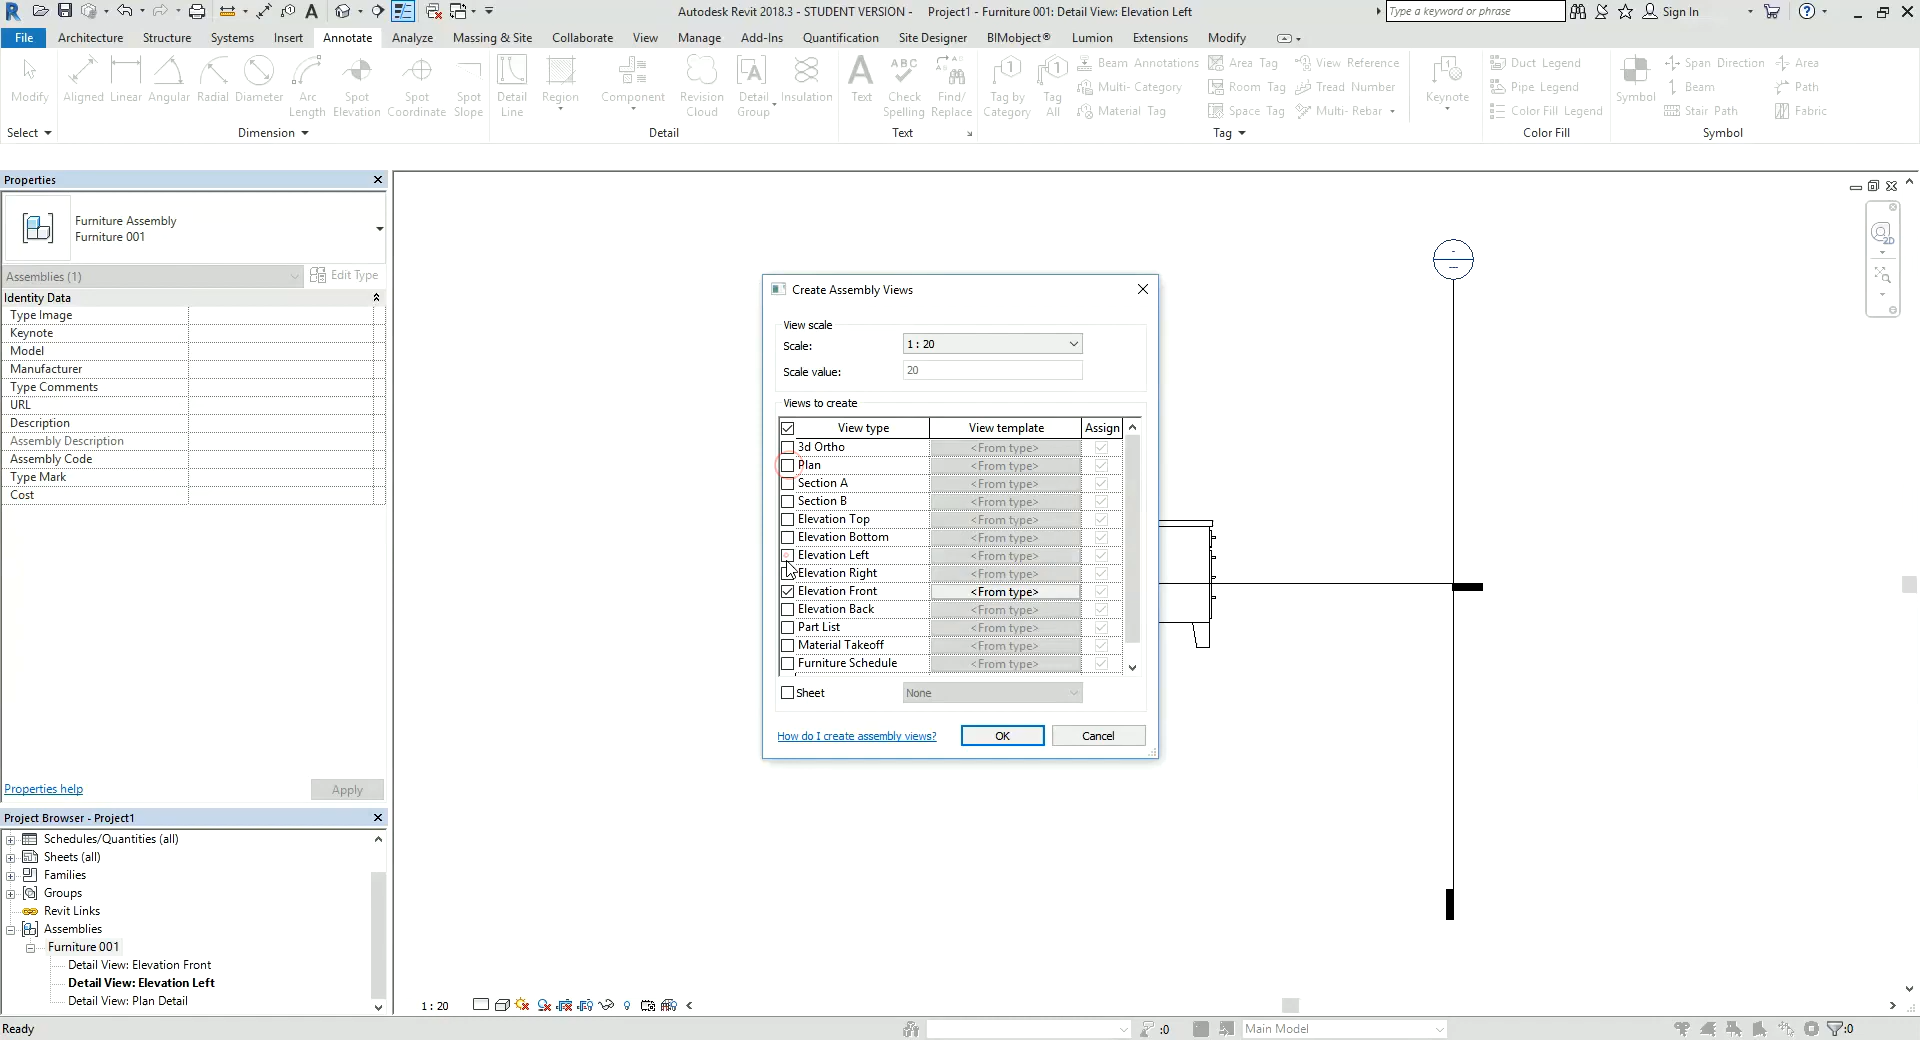 Autodesk Revit 2018.3 - STUDENT VERSION - Project1 - Furniture 001: Detail View: Elevation Left
Type a keyword or phrase
Sign In
File Architecture Structure Systems Insert Annotate Analyze Massing & Site Collaborate View Manage Add-Ins Quantification Site Designer BIMobject® Lumion Extensions Modify
Modify
Aligned Linear Angular Radial Diameter Arc Length Spot Elevation Spot Coordinate Spot Slope
Detail Line Region Component Revision Cloud Detail Group Insulation
Text Check Spelling Find/ Replace
Tag by Category Tag All
Beam Annotations
Multi- Category
Material Tag
Area Tag
Room Tag
Space Tag
View Reference
Tread Number
Multi- Rebar
Keynote
Duct Legend
Pipe Legend
Color Fill Legend
Symbol
Span Direction
Beam
Stair Path
Area
Path
Fabric
Select Dimension Detail Text Tag Color Fill Symbol
Properties
Furniture Assembly
Furniture 001
Assemblies (1)
Edit Type
Identity Data
Type Image
Keynote
Model
Manufacturer
Type Comments
URL
Description
Assembly Description
Assembly Code
Type Mark
Cost
Properties help
Apply
Project Browser - Project1
Schedules/Quantities (all)
Sheets (all)
Families
Groups
Revit Links
Assemblies
Furniture 001
Detail View: Elevation Front
Detail View: Elevation Left
Detail View: Plan Detail
Create Assembly Views
View scale
Scale: 1 : 20
Scale value: 20
Views to create
View type View template Assign
3d Ortho <From type>
Plan <From type>
Section A <From type>
Section B <From type>
Elevation Top <From type>
Elevation Bottom <From type>
Elevation Left <From type>
Elevation Right <From type>
Elevation Front <From type>
Elevation Back <From type>
Part List <From type>
Material Takeoff <From type>
Furniture Schedule <From type>
Sheet None
How do I create assembly views? OK Cancel
2D
1 : 20
Ready
:0
Main Model
:0